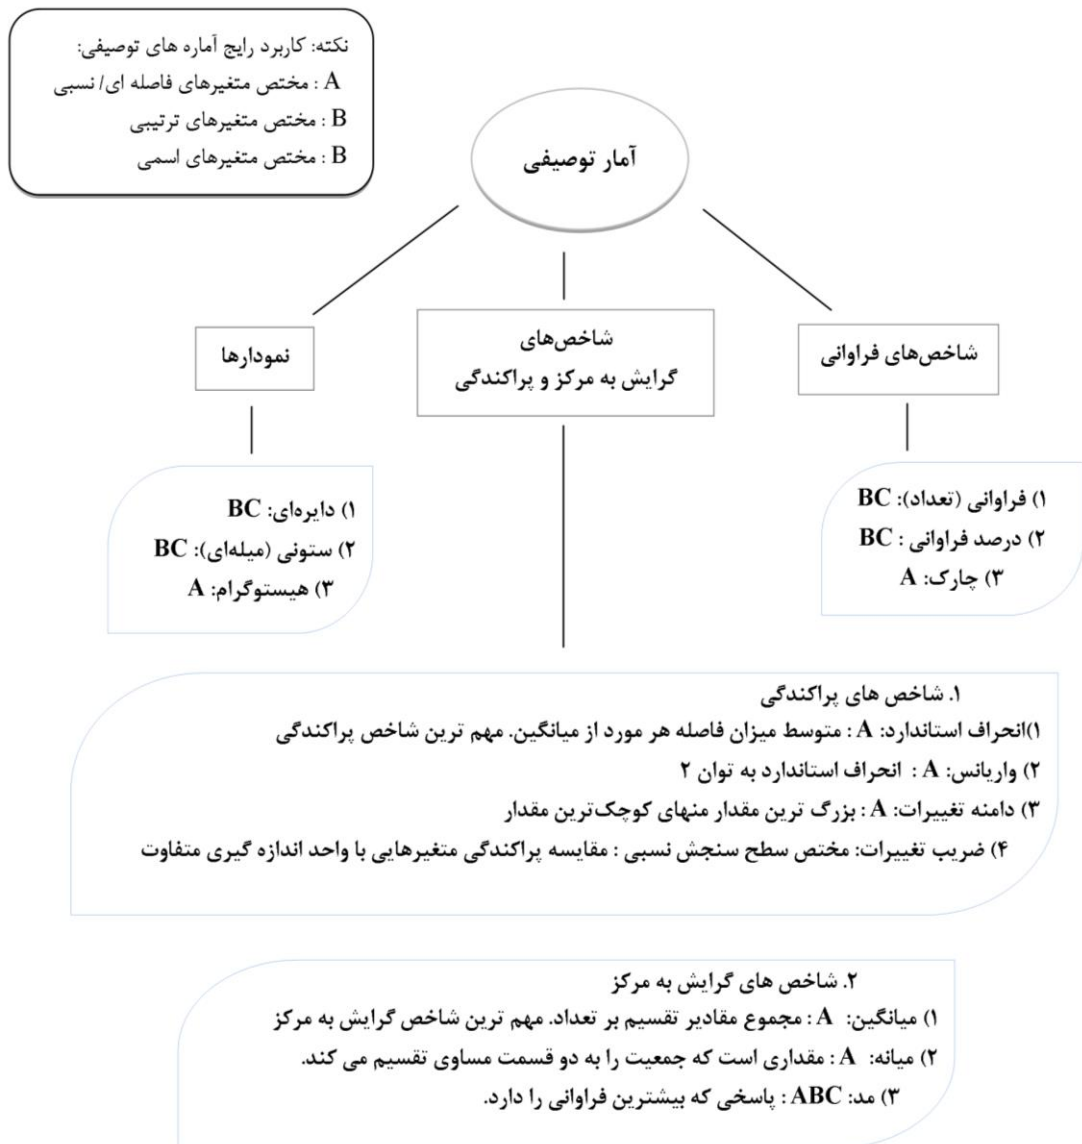 نکته: کاربرد رایج آماره های توصیفی:
A : مختص متغیرهای فاصله ای/ نسبی
B : مختص متغیرهای ترتیبی
B : مختص متغیرهای اسمی
آمار توصیفی
شاخص‌های فراوانی
شاخص‌های
گرایش به مرکز و پراکندگی
نمودارها
۱) فراوانی (تعداد): BC
۲) درصد فراوانی : BC
۳) چارک: A
۱) دایره‌ای: BC
۲) ستونی (میله‌ای): BC
۳) هیستوگرام: A
۱. شاخص های پراکندگی
۱)انحراف استاندارد: A : متوسط میزان فاصله هر مورد از میانگین. مهم ترین شاخص پراکندگی
۲) واریانس: A : انحراف استاندارد به توان ۲
۳) دامنه تغییرات: A : بزرگ ترین مقدار منهای کوچک‌ترین مقدار
۴) ضریب تغییرات: مختص سطح سنجش نسبی : مقایسه پراکندگی متغیرهایی با واحد اندازه گیری متفاوت
۲. شاخص های گرایش به مرکز
۱) میانگین: A : مجموع مقادیر تقسیم بر تعداد. مهم ترین شاخص گرایش به مرکز
۲) میانه: A : مقداری است که جمعیت را به دو قسمت مساوی تقسیم می کند.
۳) مد: ABC : پاسخی که بیشترین فراوانی را دارد.